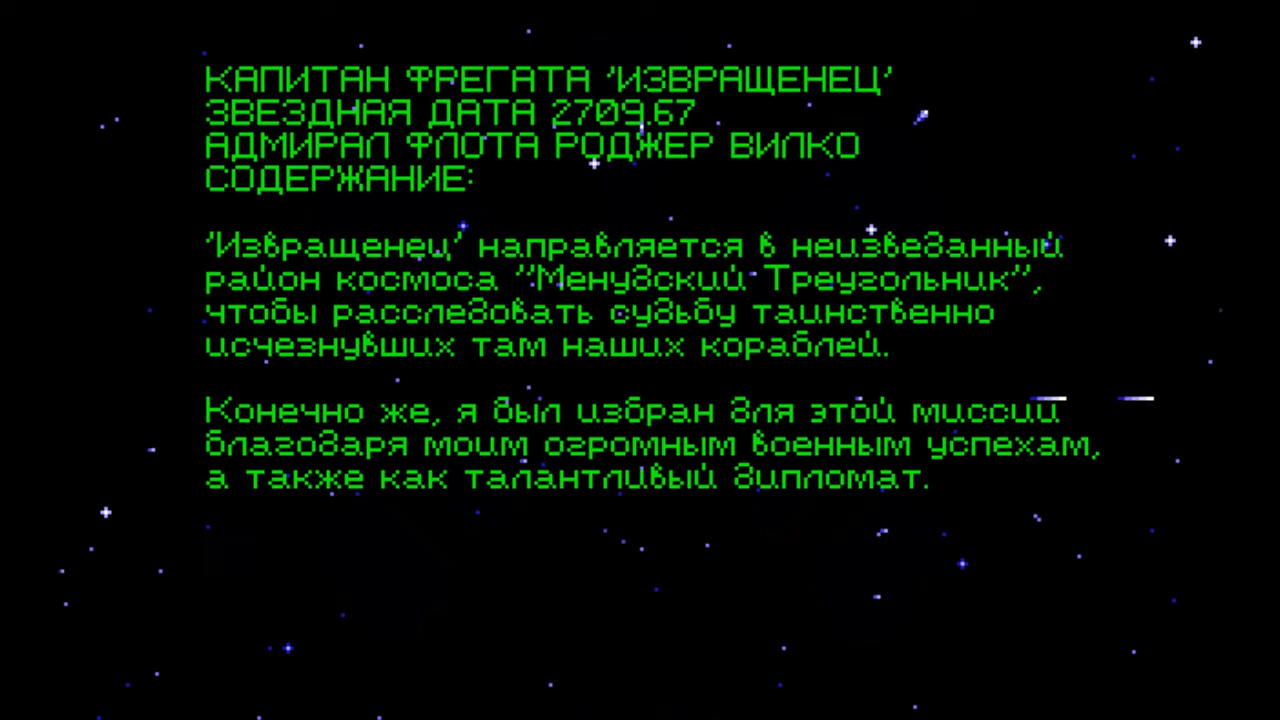 КАПИТАН ФРЕГАТА 'ИЗВРАЩЕНЕЦ'
ЗВЕЗДНАЯ ДАТА 2709.67
АДМИРАЛ ФЛОТА РОДЖЕР ВИЛКО
СОДЕРЖАНИЕ:
'Извращенец' направляется в неизведанный
район космоса "Менудский Треугольник",
чтобы расследовать судьбу таинственно
исчезнувших там наших кораблей.
Конечно же, я был избран для этой миссии
благодаря моим огромным военным успехам,
а также как талантливый дипломат.